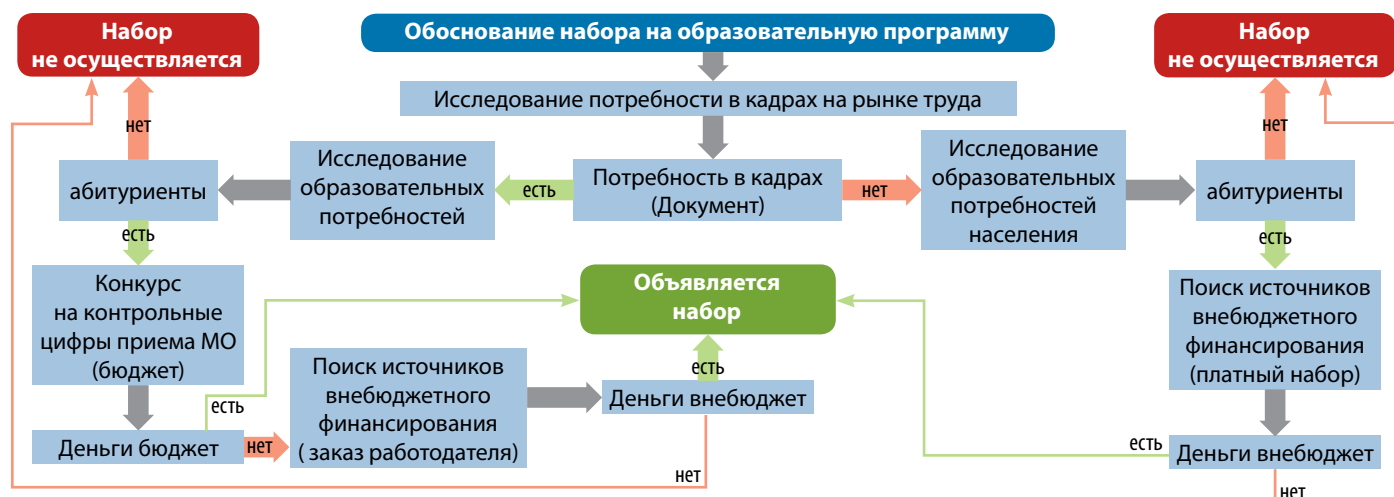 Набор
не осуществляется
Обоснование набора на образовательную программу
Набор
не осуществляется
Исследование потребности в кадрах на рынке труда
нет
нет
абитуриенты
Исследование
образовательных
потребностей
есть
Потребность в кадрах
(Документ)
нет
Исследование
образовательных
потребностей
населения
абитуриенты
есть
есть
Конкурс
на контрольные
цифры приема МО
(бюджет)
Объявляется
набор
Поиск источников
внебюджетного
финансирования
(платный набор)
Поиск источников
внебюджетного
финансирования
( заказ работодателя)
есть
есть
Деньги внебюджет
Деньги бюджет
нет
нет
есть
Деньги внебюджет
нет